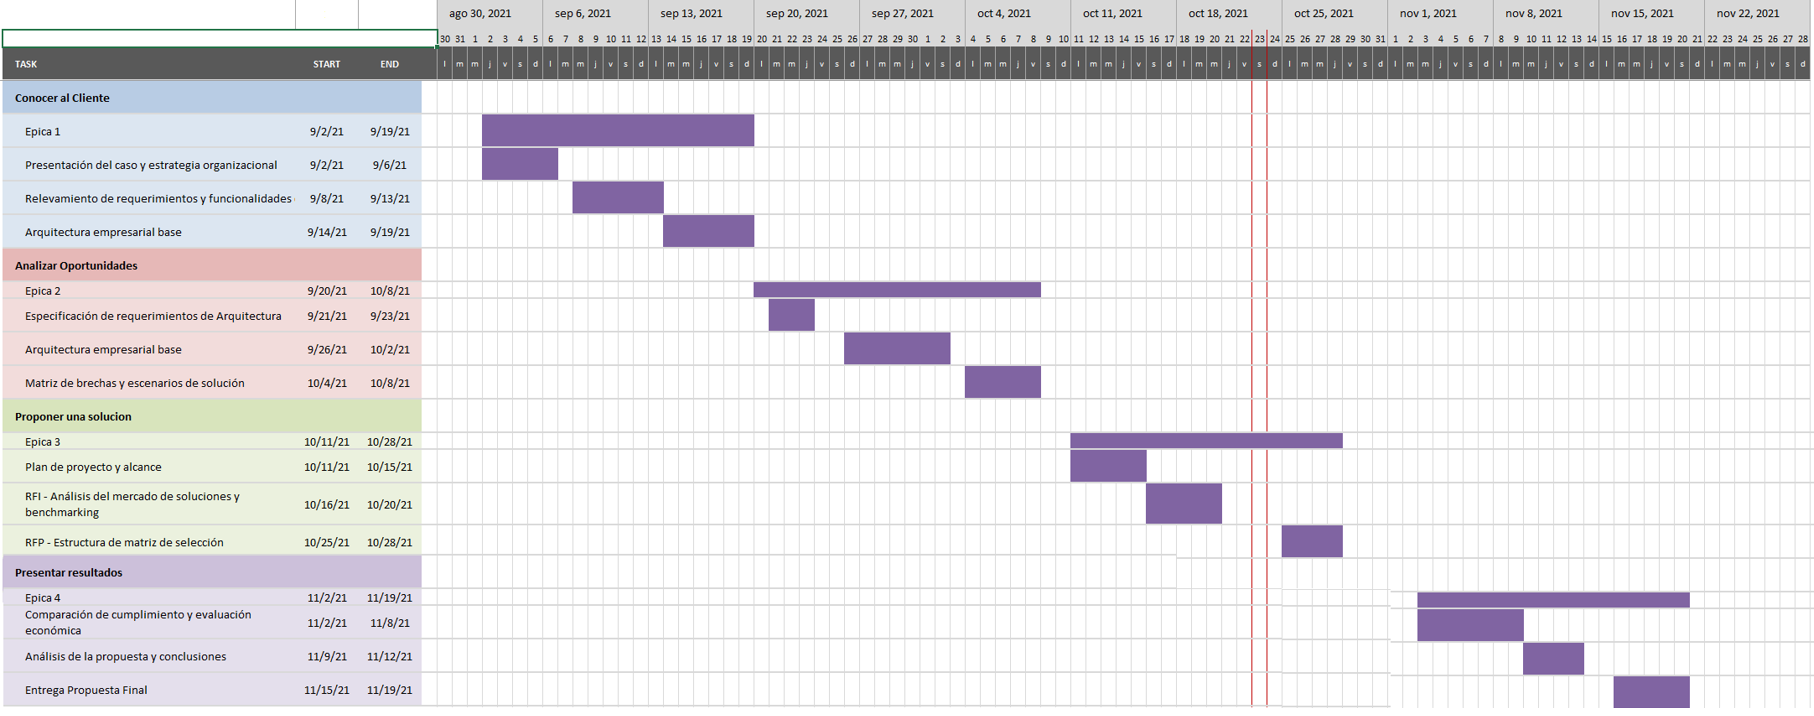 ago 30, 2021 sep 6, 2021 sep 13, 2021 sep 20, 2021 sep 27, 2021 oct 4, 2021 oct 11, 2021 oct 18, 2021 oct 25, 2021 nov 1, 2021 nov 8, 2021 nov 15, 2021 nov 22, 2021
30 31 1 2 3 4 5 6 7 8 9 10 11 12 13 14 15 16 17 18 19 20 21 22 23 24 25 26 27 28 29 30 1 2 3 4 5 6 7 8 9 10 11 12 13 14 15 16 17 18 19 20 21 22 23 24 25 26 27 28 29 30 31 1 2 3 4 5 6 7 8 9 10 11 12 13 14 15 16 17 18 19 20 21 22 23 24 25 26 27 28
TASK START END l m m j v s d l m m j v s d l m m j v s d l m m j v s d l m m j v s d l m m j v s d l m m j v s d l m m j v s d l m m j v s d l m m j v s d l m m j v s d l m m j v s d l m m j v s d
Conocer al Cliente
Epica 1 9/2/21 9/19/21
Presentación del caso y estrategia organizacional 9/2/21 9/6/21
Relevamiento de requerimientos y funcionalidades 9/8/21 9/13/21
Arquitectura empresarial base 9/14/21 9/19/21
Analizar Oportunidades
Epica 2 9/20/21 10/8/21
Especificación de requerimientos de Arquitectura 9/21/21 9/23/21
Arquitectura empresarial base 9/26/21 10/2/21
Matriz de brechas y escenarios de solución 10/4/21 10/8/21
Proponer una solucion
Epica 3 10/11/21 10/28/21
Plan de proyecto y alcance 10/11/21 10/15/21
RFI - Análisis del mercado de soluciones y
benchmarking 10/16/21 10/20/21
RFP - Estructura de matriz de selección 10/25/21 10/28/21
Presentar resultados
Epica 4 11/2/21 11/19/21
Comparación de cumplimiento y evaluación
económica 11/2/21 11/8/21
Análisis de la propuesta y conclusiones 11/9/21 11/12/21
Entrega Propuesta Final 11/15/21 11/19/21